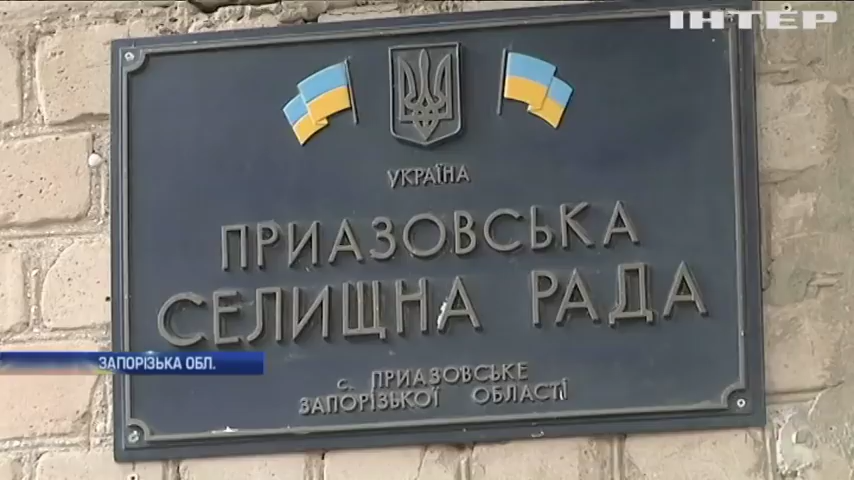 ІНТЕР
УКРАЇНА
ПРИАЗОВСЬКА
СЕЛИЩНА РАДА
ЗАПОРІЗЬКА ОБЛ.
с. ПРИАЗОВСЬКЕ
ЗАПОРІЗЬКОЇ ОБЛАСТІ